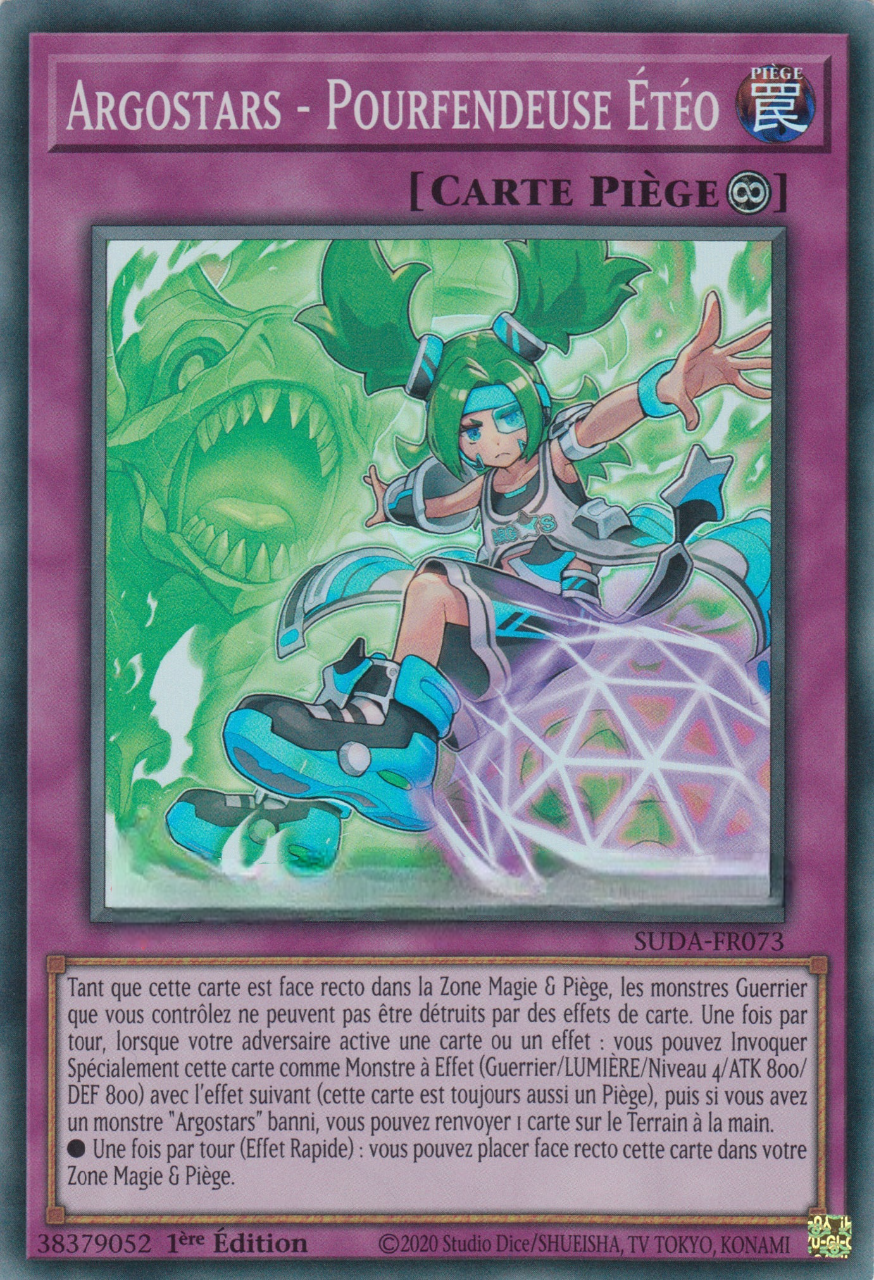 ARGOSTARS - POURFENDEUSE ÉTÉO
PIÈGE
罠
[CARTE PIÈGE∞]
SUDA-FR073
Tant que cette carte est face recto dans la Zone Magie & Piège, les monstres Guerrier
que vous contrôlez ne peuvent pas être détruits par des effets de carte. Une fois par
tour, lorsque votre adversaire active une carte ou un effet : vous pouvez Invoquer
Spécialement cette carte comme Monstre à Effet (Guerrier/LUMIÈRE/Niveau 4/ATK 800/
DEF 800) avec l'effet suivant (cette carte est toujours aussi un Piège), puis si vous avez
un monstre "Argostars" banni, vous pouvez renvoyer 1 carte sur le Terrain à la main.
● Une fois par tour (Effet Rapide) : vous pouvez placer face recto cette carte dans votre
Zone Magie & Piège.
38379052 1ère Édition ©2020 Studio Dice/SHUEISHA, TV TOKYO, KONAMI